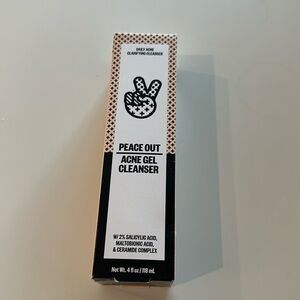 DAILY ACNE
CLARIFYING CLEANSER
PEACE OUT
ACNE GEL
CLEANSER
W/ 2% SALICYLIC ACID,
MALTOBIONIC ACID,
& CERAMIDE COMPLEX
Net Wt. 4 fl oz / 118 mL